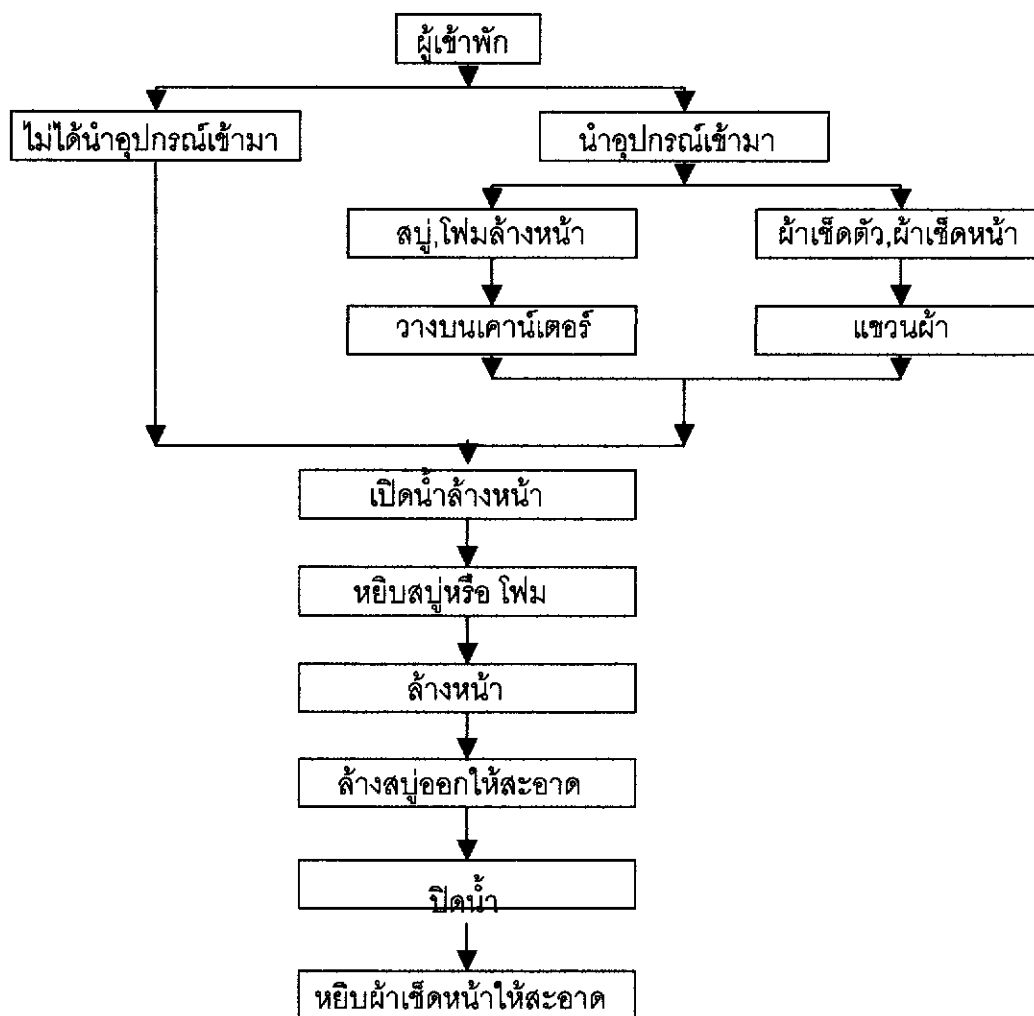 ผู้เข้าพัก
ไม่ได้นำอุปกรณ์เข้ามา
นำอุปกรณ์เข้ามา
สบู่,โฟมล้างหน้า
ผ้าเช็ดตัว,ผ้าเช็ดหน้า
วางบนเคาน์เตอร์
แขวนผ้า
เปิดน้ำล้างหน้า
หยิบสบู่หรือ โฟม
ล้างหน้า
ล้างสบู่ออกให้สะอาด
ปิดน้ำ
หยิบผ้าเช็ดหน้าให้สะอาด